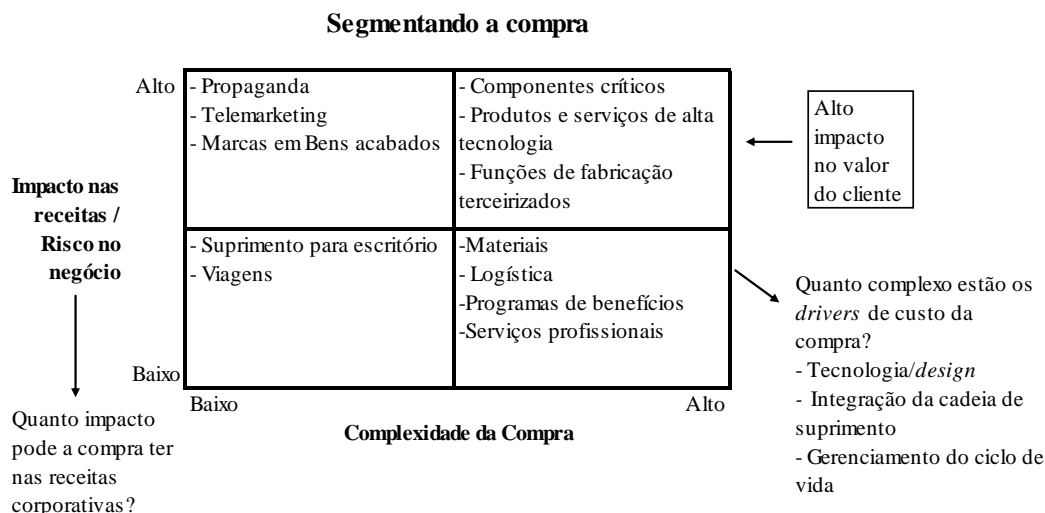 Segmentando a compra
Alto
- Propaganda
- Telemarketing
- Marcas em Bens acabados
- Componentes críticos
- Produtos e serviços de alta
tecnologia
- Funções de fabricação
terceirizados
Alto
impacto
no valor
do cliente
Impacto nas
receitas /
Risco no
negócio
- Suprimento para escritório
- Viagens
-Materiais
- Logística
-Programas de benefícios
-Serviços profissionais
Baixo
Baixo
Alto
Complexidade da Compra
Quanto impacto
pode a compra ter
nas receitas
corporativas?
Quanto complexo estão os
drivers de custo da
compra?
- Tecnologia/design
- Integração da cadeia de
suprimento
- Gerenciamento do ciclo de
vida